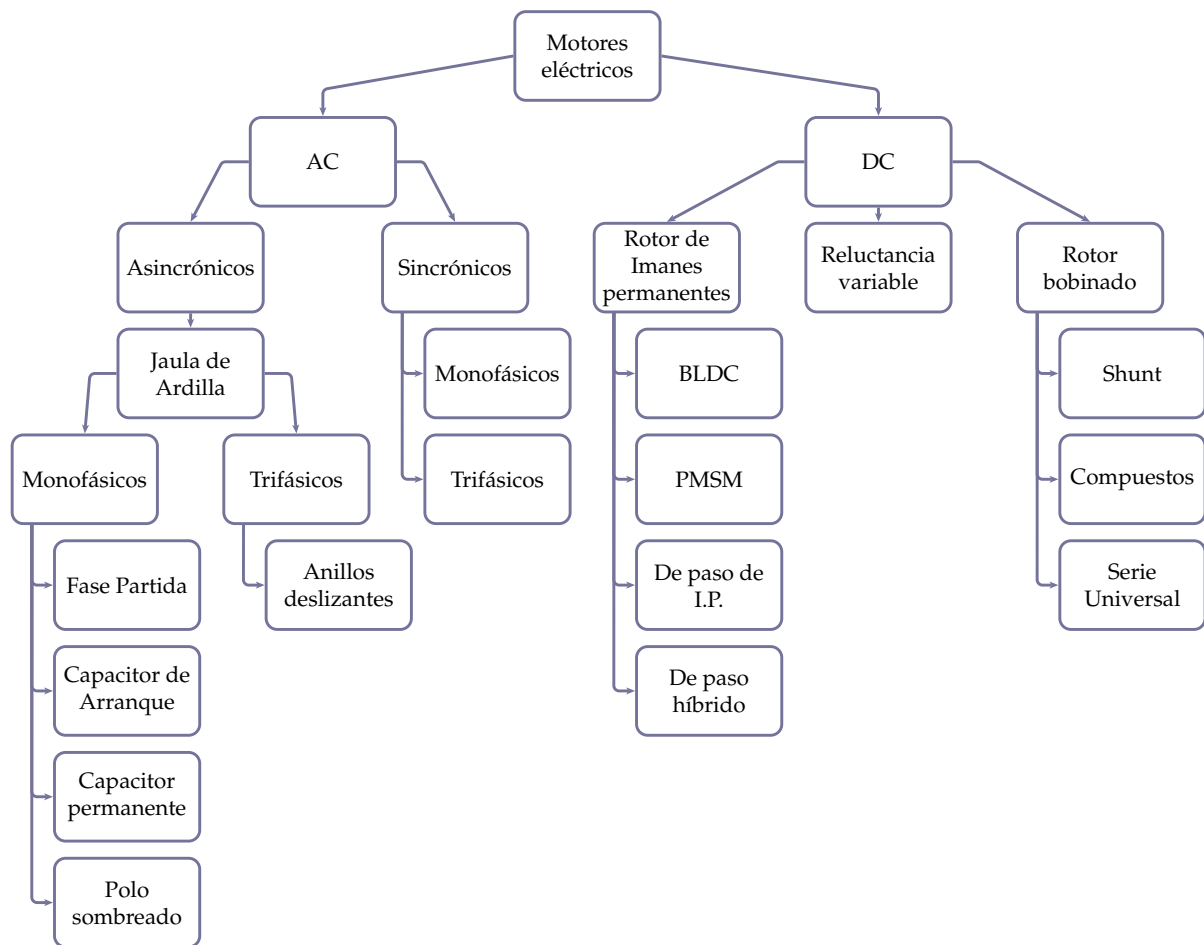 Motores
eléctricos
AC
DC
Asincrónicos
Sincrónicos
Rotor de
Imanes
permanentes
Reluctancia
variable
Rotor
bobinado
Jaula de
Ardilla
Monofásicos
BLDC
Shunt
Monofásicos
Trifásicos
Trifásicos
PMSM
Compuestos
Fase Partida
Anillos
deslizantes
De paso de
I.P.
Serie
Universal
Capacitor de
Arranque
De paso
híbrido
Capacitor
permanente
Polo
sombreado